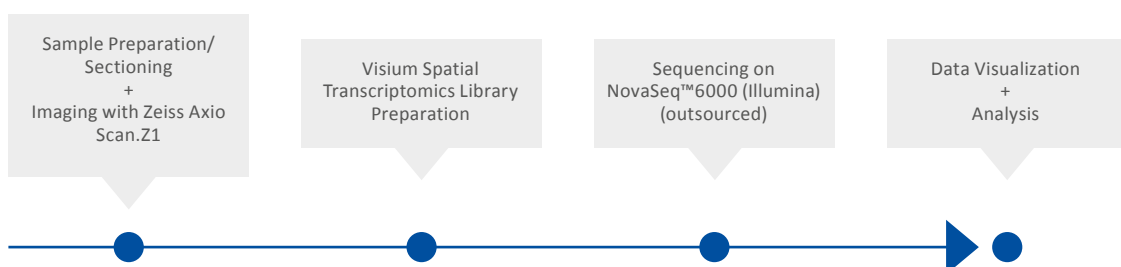 Sample Preparation/
Sectioning
+
Imaging with Zeiss Axio
Scan.Z1
Visium Spatial
Transcriptomics Library
Preparation
Sequencing on
NovaSeq™6000 (Illumina)
(outsourced)
Data Visualization
+
Analysis